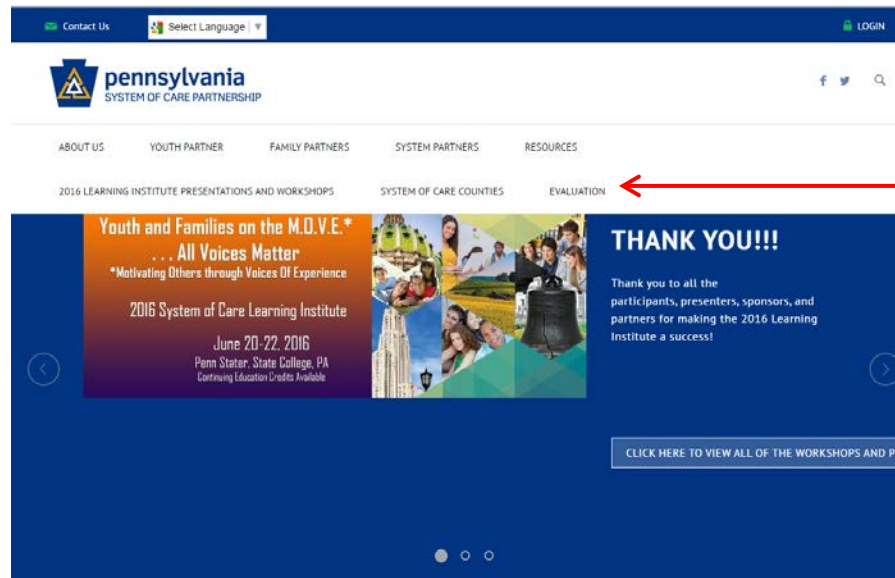 Contact Us
Select Language
LOGIN
pennsylvania
SYSTEM OF CARE PARTNERSHIP
ABOUT US YOUTH PARTNER FAMILY PARTNERS SYSTEM PARTNERS RESOURCES
2016 LEARNING INSTITUTE PRESENTATIONS AND WORKSHOPS SYSTEM OF CARE COUNTIES EVALUATION
Youth and Families on the M.O.V.E.*
. . . All Voices
Matter
*Motivating Others through Voices Of Experience
2016 System of Care Learning Institute
June 20-22, 2016
Penn Stater, State College, PA
Continuing Education Credits Available
THANK YOU!!!
Thank you to all the
participants, presenters, sponsors, and
partners for making the 2016 Learning
Institute a success!
CLICK HERE TO VIEW ALL OF THE WORKSHOPS AND P